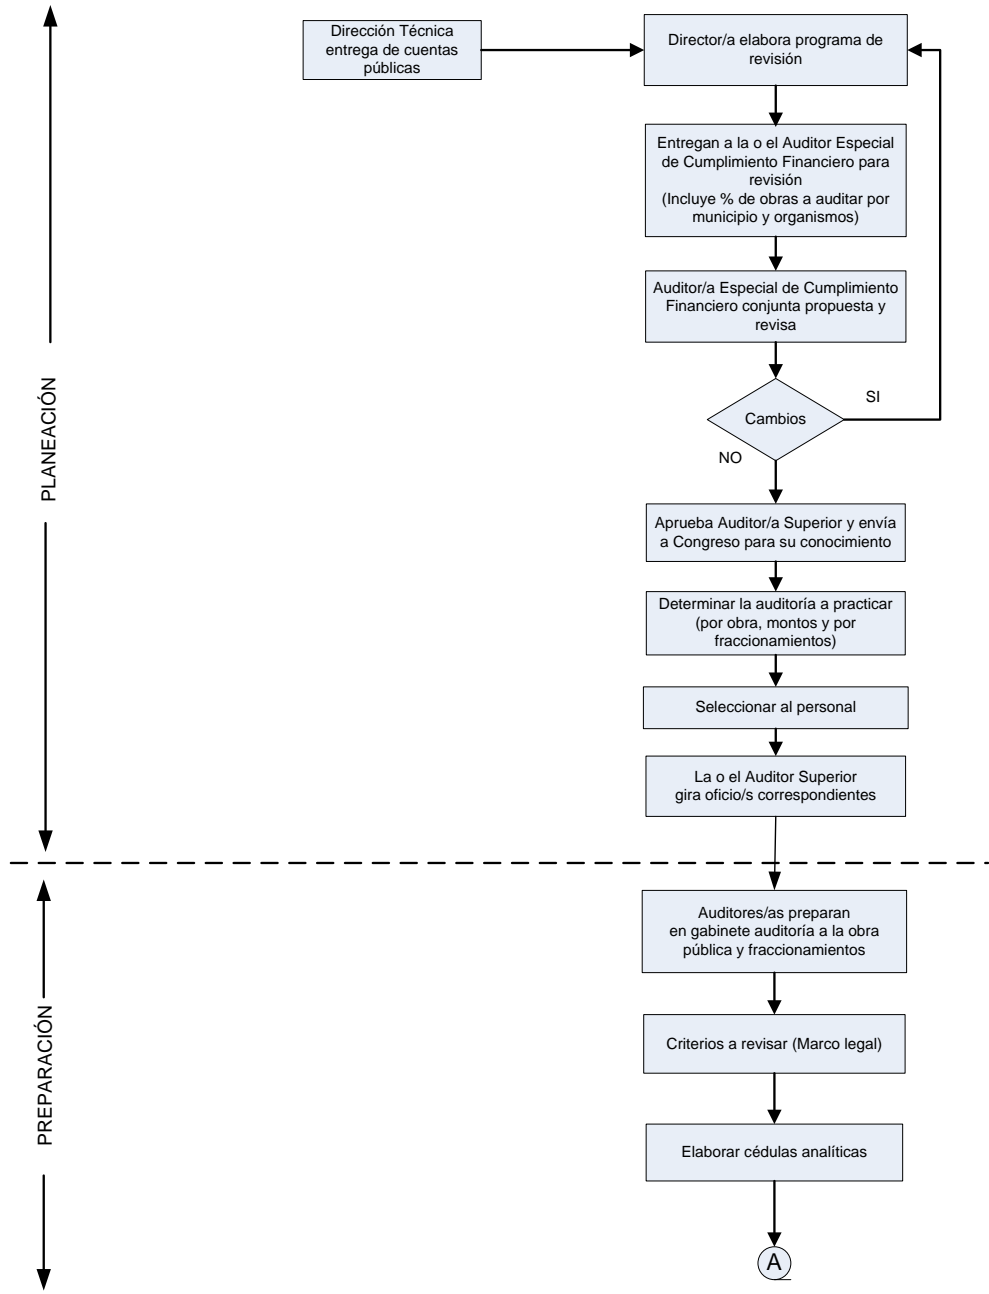 Dirección Técnica
entrega de cuentas
públicas
Director/a elabora programa de
revisión
Entregan a la o el Auditor Especial
de Cumplimiento Financiero para
revisión
(Incluye % de obras a auditar por
municipio y organismos)
Auditor/a Especial de Cumplimiento
Financiero conjunta propuesta y
revisa
Cambios
SI
NO
Aprueba Auditor/a Superior y envía
a Congreso para su conocimiento
Determinar la auditoría a practicar
(por obra, montos y por
fraccionamientos)
Seleccionar al personal
La o el Auditor Superior
gira oficio/s correspondientes
PLANEACIÓN
Auditores/as preparan
en gabinete auditoría a la obra
pública y fraccionamientos
Criterios a revisar (Marco legal)
Elaborar cédulas analíticas
A
PREPARACIÓN